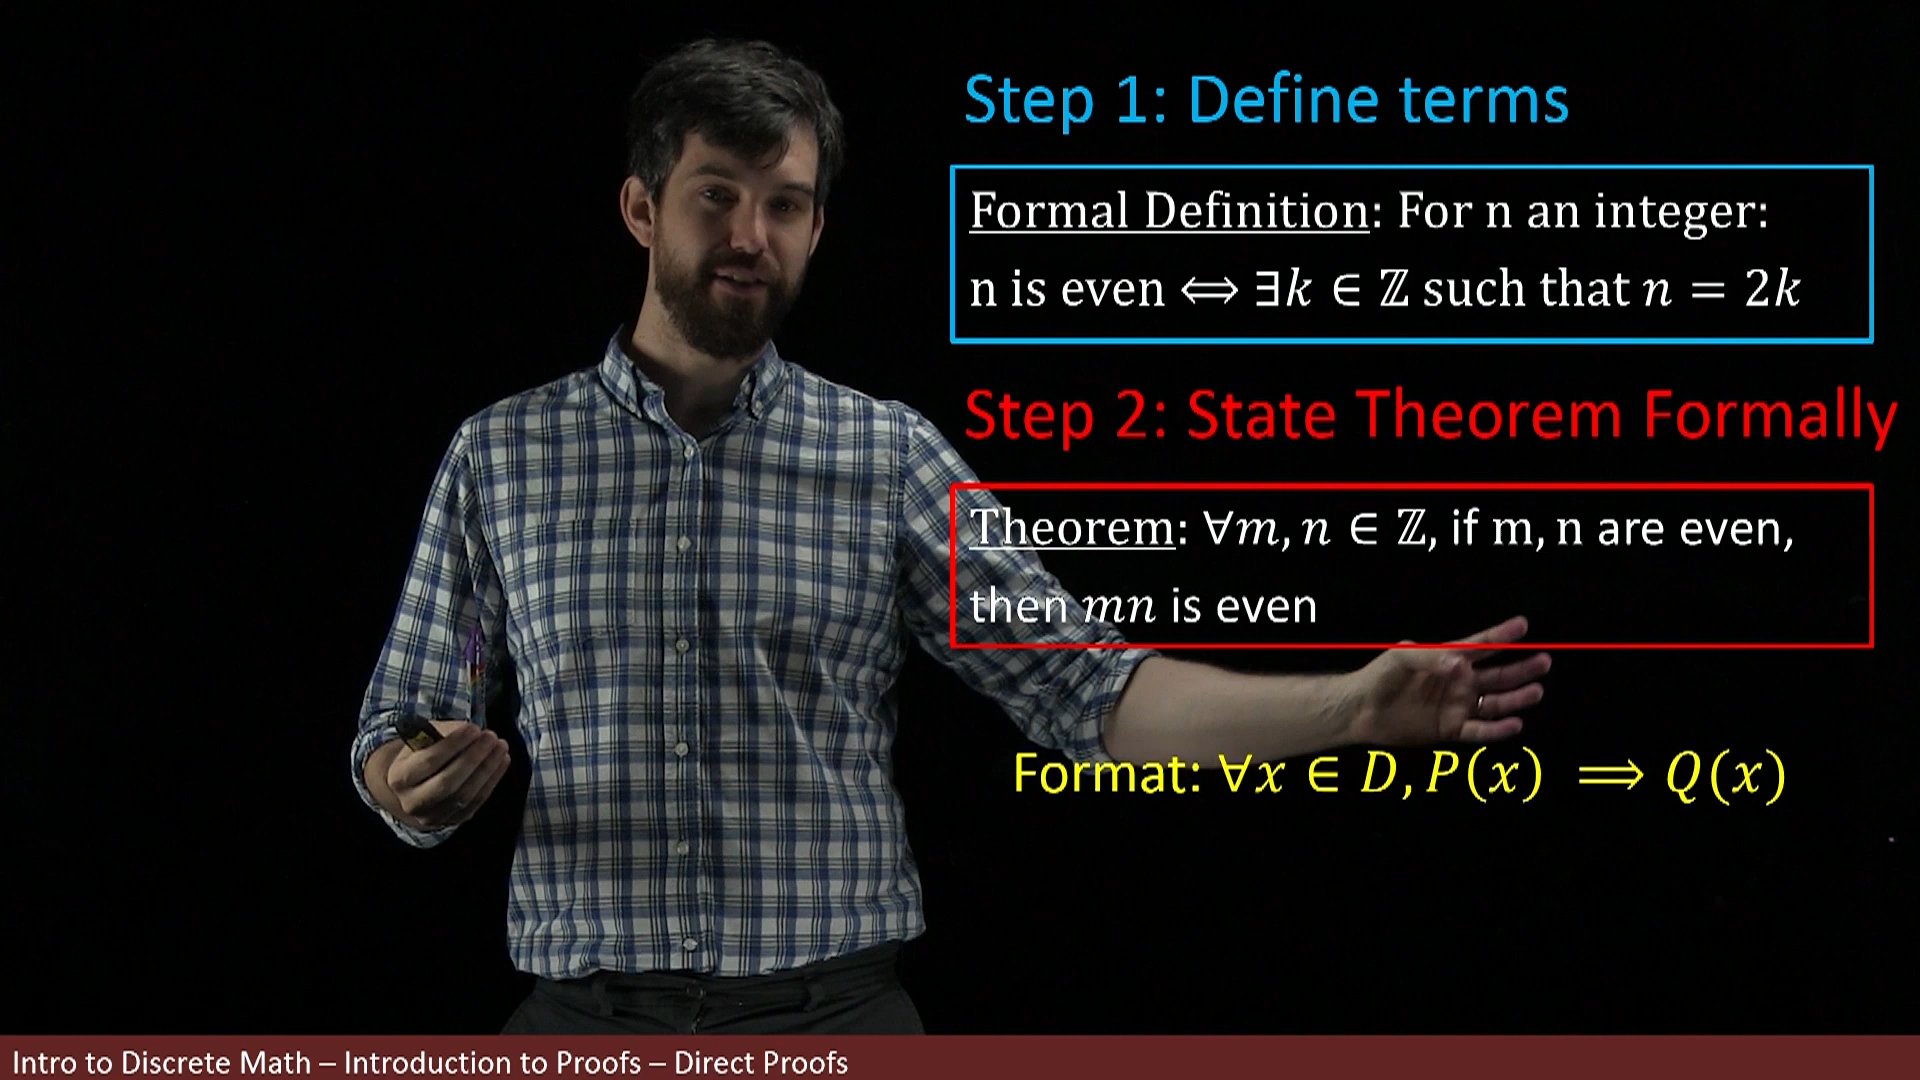 Step 1: Define terms
Formal Definition: For n an integer:
n is even ⟺ ∃k ∈ ℤ such that n = 2k
Step 2: State Theorem Formally
Theorem: ∀m, n ∈ ℤ, if m, n are even,
then mn is even
Format: ∀x ∈ D, P(x) ⟹ Q(x)
Intro to Discrete Math – Introduction to Proofs – Direct Proofs